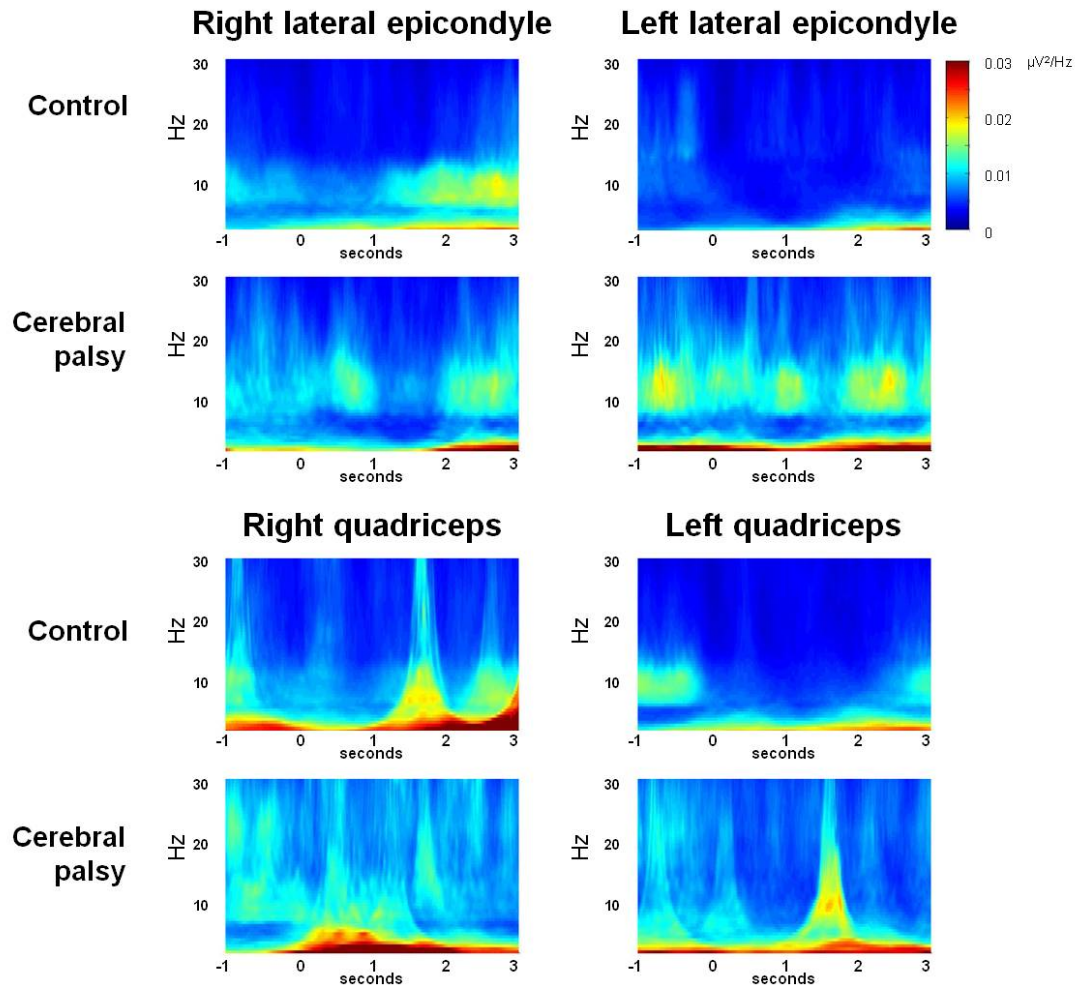 Right lateral epicondyle
Left lateral epicondyle
Control
Hz
30
20
10
-1 0 1 2 3
seconds
Hz
30
20
10
-1 0 1 2 3
seconds
0.03 µV²/Hz
0.02
0.01
0
Cerebral
palsy
Hz
30
20
10
-1 0 1 2 3
seconds
Hz
30
20
10
-1 0 1 2 3
seconds
Right quadriceps
Left quadriceps
Control
Hz
30
20
10
-1 0 1 2 3
seconds
Hz
30
20
10
-1 0 1 2 3
seconds
Cerebral
palsy
Hz
30
20
10
-1 0 1 2 3
seconds
Hz
30
20
10
-1 0 1 2 3
seconds